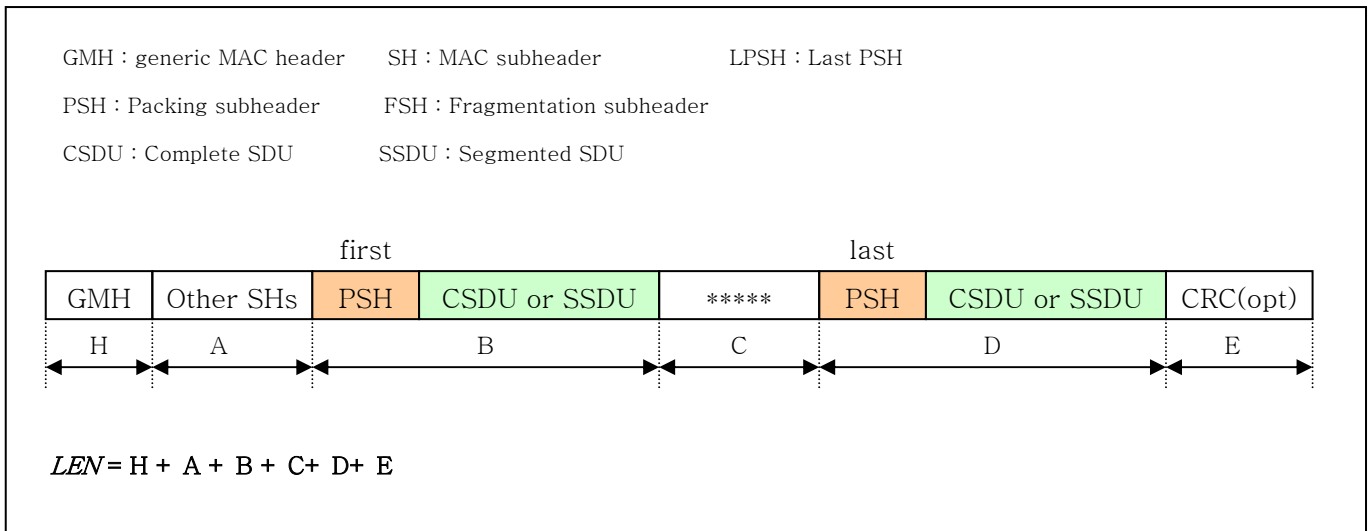 GMH : generic MAC header SH : MAC subheader LPSH : Last PSH
PSH : Packing subheader FSH : Fragmentation subheader
CSDU : Complete SDU SSDU : Segmented SDU
first last
GMH Other SHs PSH CSDU or SSDU ***** PSH CSDU or SSDU CRC(opt)
H A B C D E
LEN = H + A + B + C+ D+ E